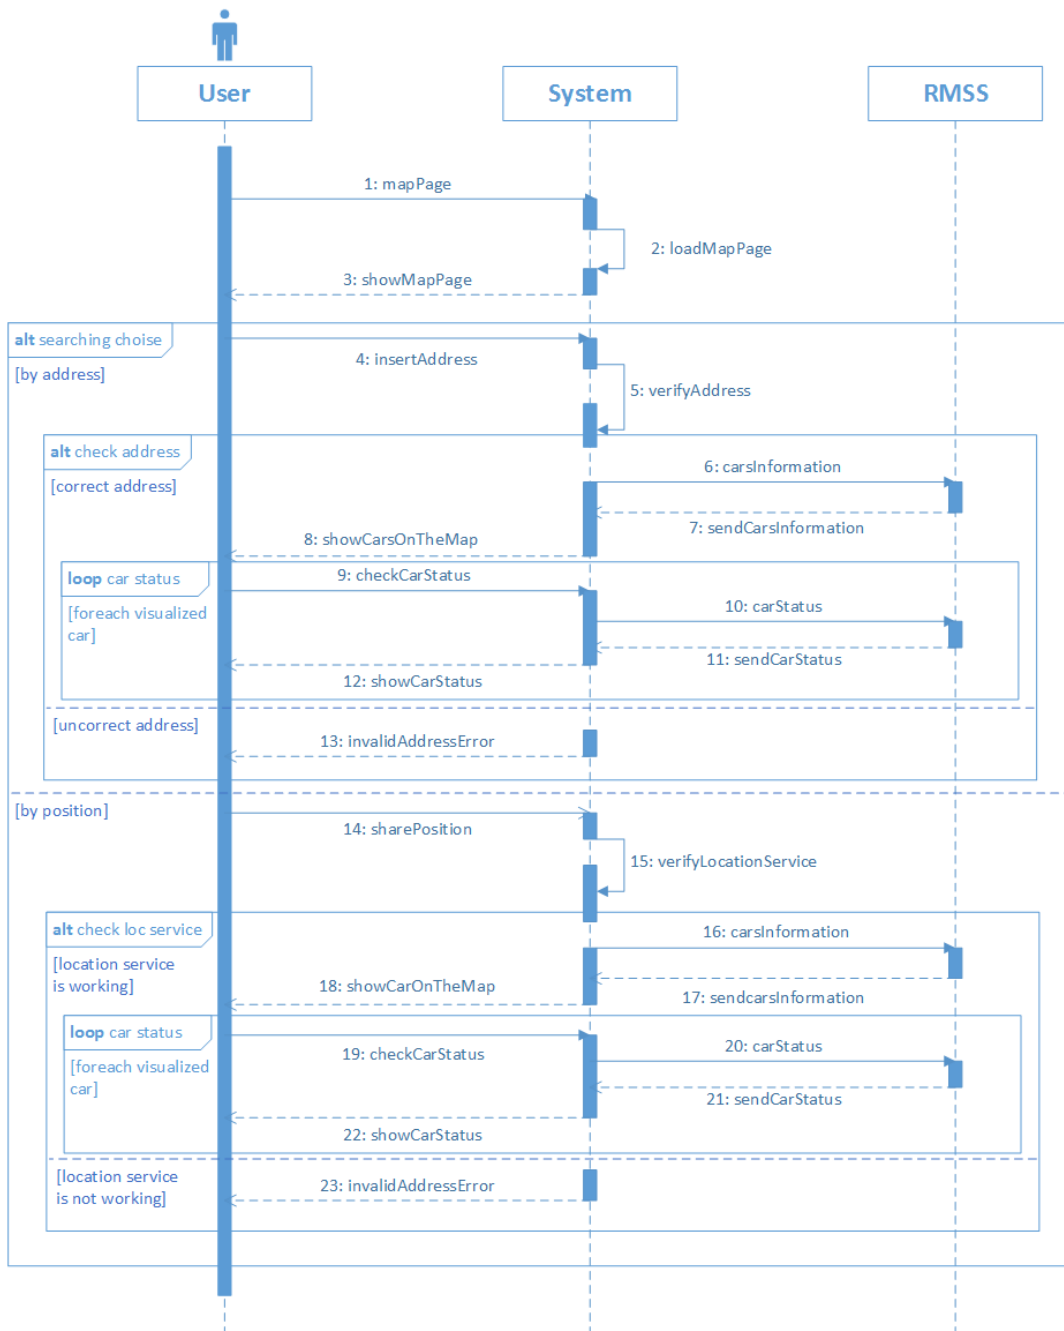 User
System
RMSS
1: mapPage
2: loadMapPage
3: showMapPage
alt searching choise
4: insertAddress
[by address]
5: verifyAddress
alt check address
6: carsInformation
[correct address]
7: sendCarsInformation
8: showCarsOnTheMap
loop car status
9: checkCarStatus
[foreach visualized
car]
10: carStatus
11: sendCarStatus
12: showCarStatus
[uncorrect address]
13: invalidAddressError
[by position]
14: sharePosition
15: verifyLocationService
alt check loc service
16: carsInformation
[location service
is working]
17: sendcarsInformation
18: showCarOnTheMap
loop car status
19: checkCarStatus
[foreach visualized
car]
20: carStatus
21: sendCarStatus
22: showCarStatus
[location service
is not working]
23: invalidAddressError